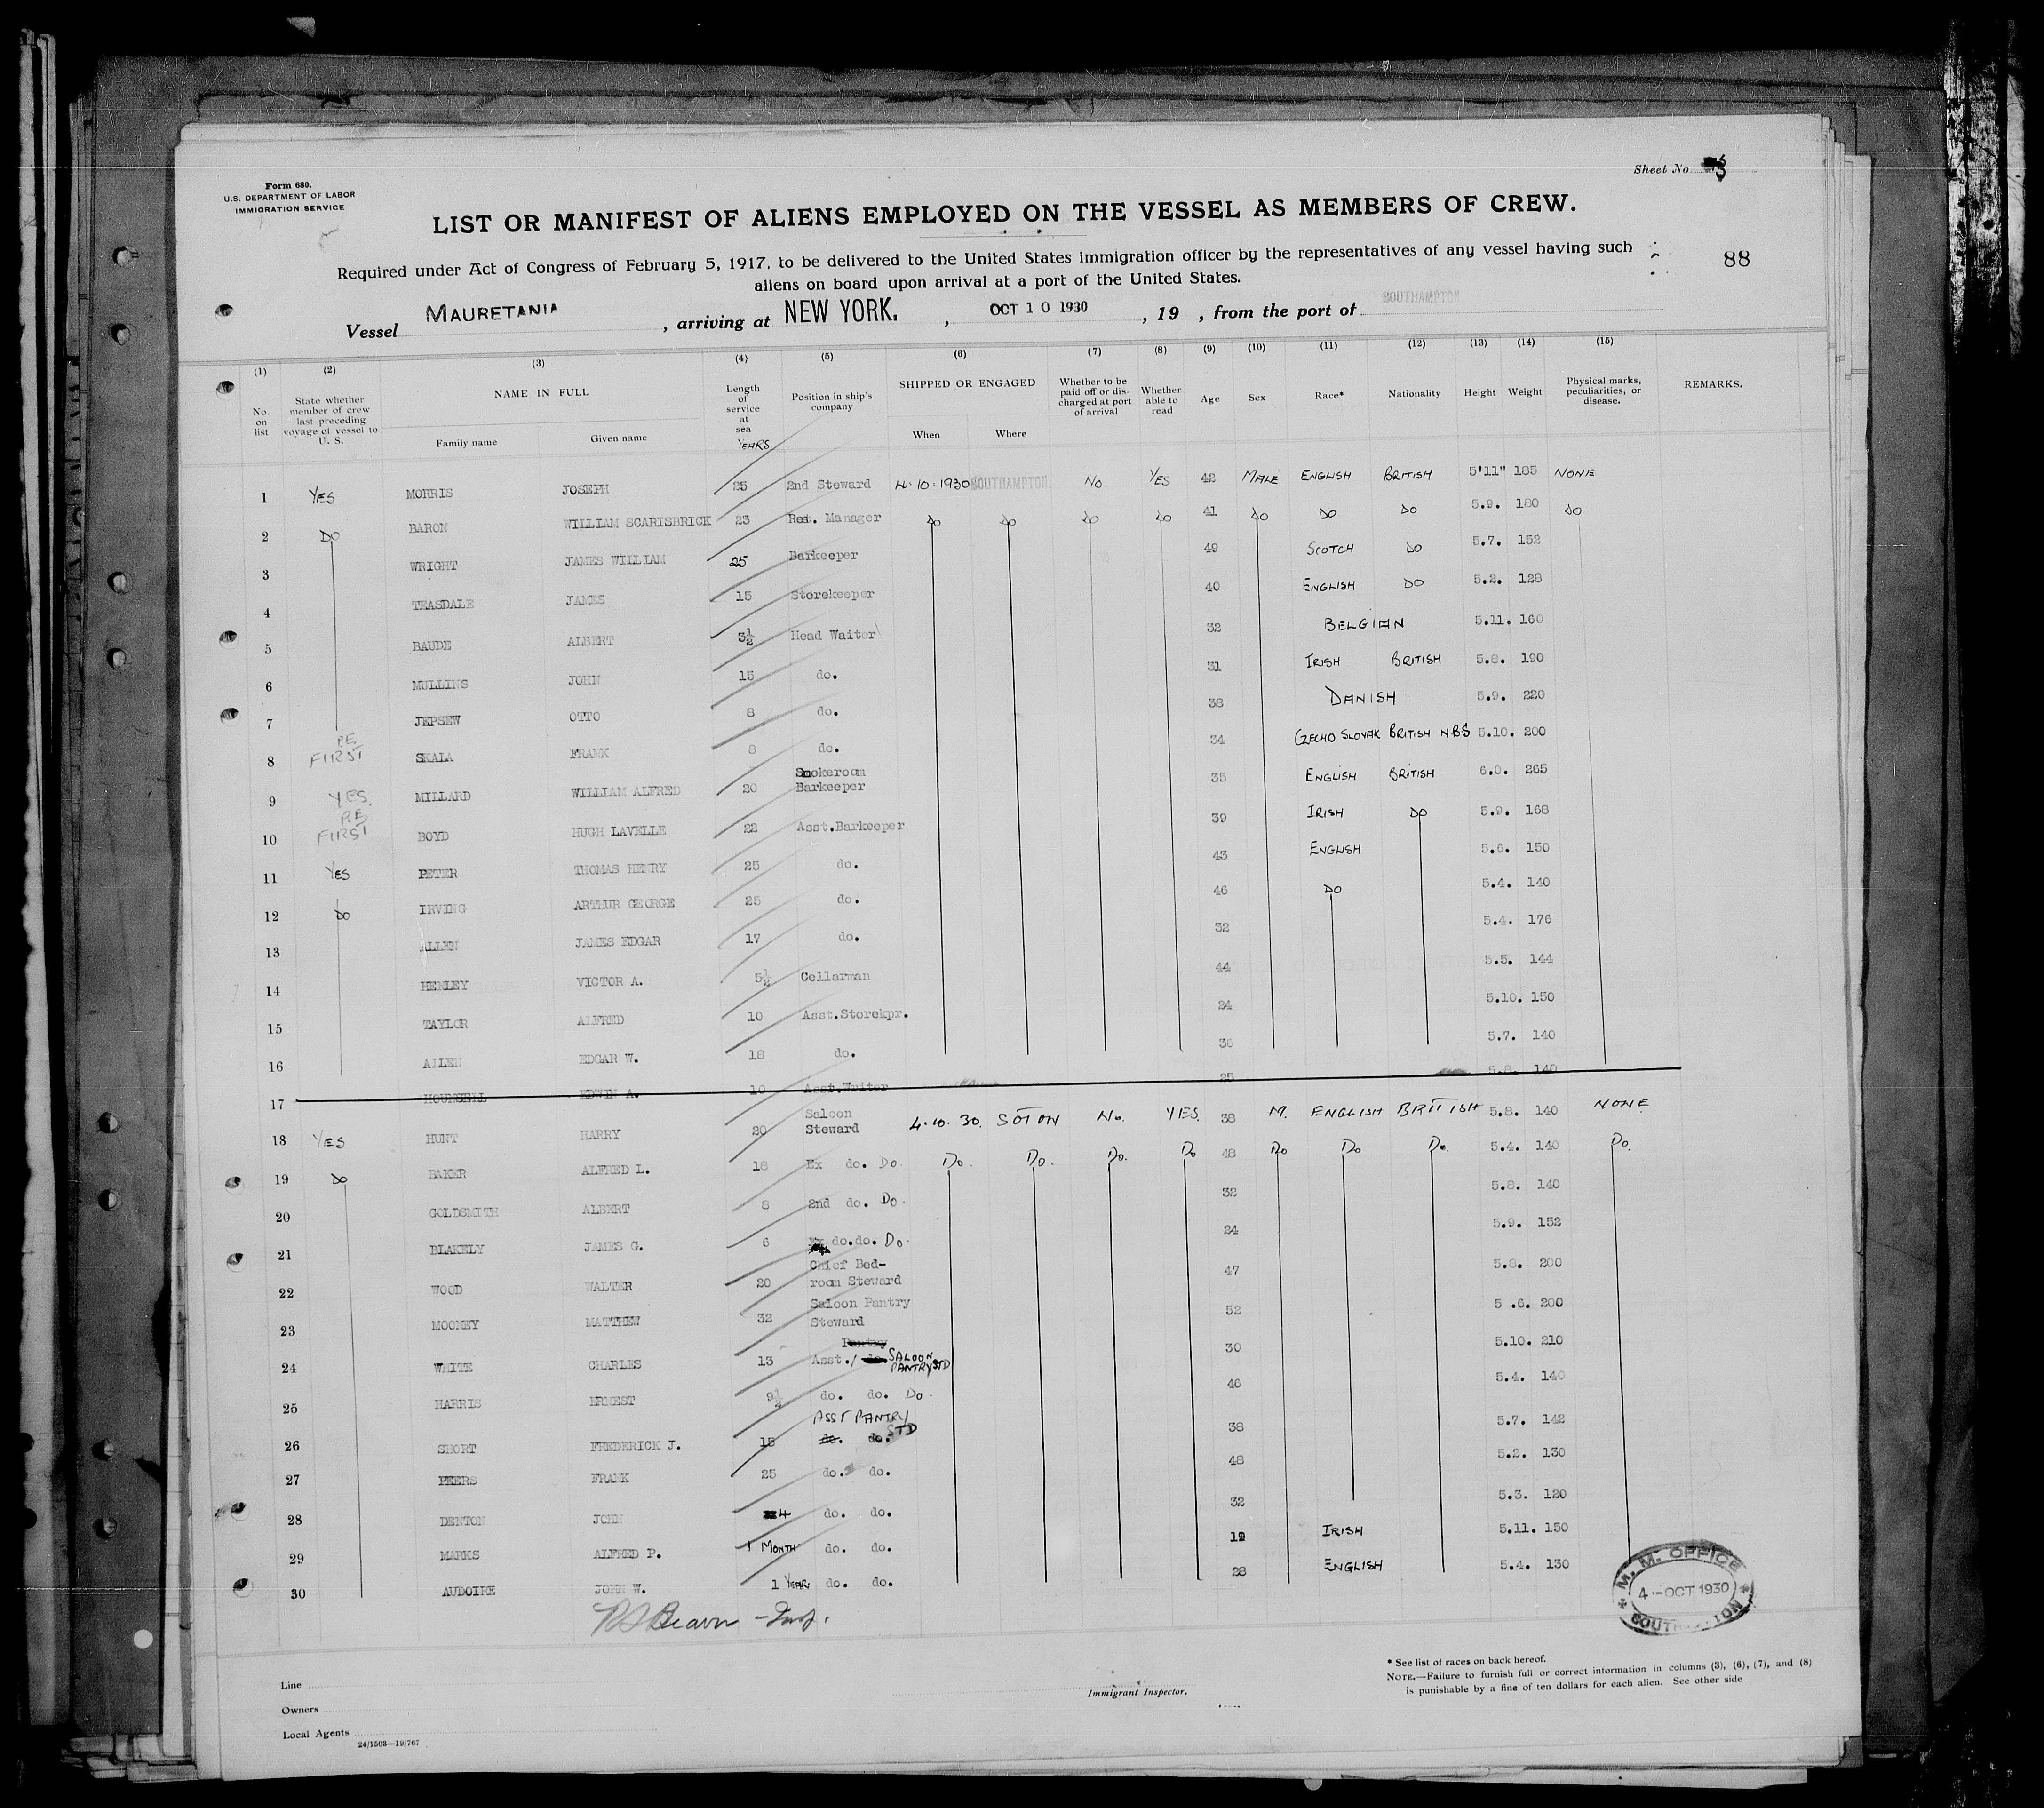 Sheet No. 3
Form 680.
U.S. DEPARTMENT OF LABOR
IMMIGRATION SERVICE
LIST OR MANIFEST OF ALIENS EMPLOYED ON THE VESSEL AS MEMBERS OF CREW.
88
Required under Act of Congress of February 5, 1917, to be delivered to the United States immigration officer by the representatives of any vessel having such
aliens on board upon arrival at a port of the United States.
Vessel MAURETANIA, arriving at NEW YORK., OCT 10 1930, 19 , from the port of SOUTHAMPTON
(1) (2) (3) (4) (5) (6) (7) (8) (9) (10) (11) (12) (13) (14) (15)
No. on list State whether member of crew last preceding voyage of vessel to U. S. NAME IN FULL Family name Given name Length of service at sea YEARS Position in ship's company SHIPPED OR ENGAGED When Where Whether to be paid off or discharged at port of arrival Whether able to read Age Sex Race* Nationality Height Weight Physical marks, peculiarities, or disease. REMARKS.
1 YES MORRIS JOSEPH 25 2nd Steward 4.10.1930 SOUTHAMPTON No YES 42 MALE ENGLISH BRITISH 5'11" 185 NONE
2 DO BARON WILLIAM SCARISBRICK 23 Rest. Manager DO DO DO DO 41 DO DO DO 5.9. 180 DO
3 WRIGHT JAMES WILLIAM 25 Barkeeper 49 SCOTCH DO 5.7. 152
4 TEASDALE JAMES 15 Storekeeper 40 ENGLISH DO 5.2. 128
5 BAUDE ALBERT 3½ Head Waiter 32 BELGIAN 5.11. 160
6 MULLINS JOHN 15 do. 31 IRISH BRITISH 5.8. 190
7 JEPSEW OTTO 8 do. 38 DANISH 5.9. 220
8 P.E. FIRST SKALA FRANK 8 do. 34 CZECHO SLOVAK BRITISH N.B.S 5.10. 200
9 YES. MILLARD WILLIAM ALFRED 20 Smokeroom Barkeeper 35 ENGLISH BRITISH 6.0. 265
10 P.E. FIRST BOYD HUGH LAVELLE 22 Asst.Barkeeper 39 IRISH DO 5.9. 168
11 YES PETER THOMAS HENRY 25 do. 43 ENGLISH 5.6. 150
12 DO IRVING ARTHUR GEORGE 25 do. 46 DO 5.4. 140
13 ALLEN JAMES EDGAR 17 do. 32 5.4. 176
14 HENLEY VICTOR A. 5½ Cellarman 44 5.5. 144
15 TAYLOR ALFRED 10 Asst.Storekpr. 24 5.10. 150
16 ALLEN EDGAR W. 18 do. 36 5.7. 140
17 HOUNSELL EDWIN A. 10 Asst.Writer 25 5.8. 140
18 YES HUNT HARRY 20 Saloon Steward 4.10.30. SOTON No. YES. 38 M. ENGLISH BRITISH 5.8. 140 NONE
19 DO BAKER ALFRED L. 18 Ex do. Do. Do. Do. Do. Do 48 Do Do Do. 5.4. 140 Do.
20 GOLDSMITH ALBERT 8 2nd do. Do. 32 5.8. 140
21 BLAKELY JAMES G. 6 do.do. Do. 24 5.9. 152
22 WOOD WALTER 20 Chief Bed-room Steward 47 5.8. 200
23 MOONEY MATTHEW 32 Saloon Pantry Steward 52 5.6. 200
24 WHITE CHARLES 13 Pantry Asst./ do SALOON PANTRY STD 30 5.10. 210
25 HARRIS ERNEST 9½ do. do. Do. 46 5.4. 140
26 SHORT FREDERICK J. 15 ASST PANTRY STD do. do. 38 5.7. 142
27 PEERS FRANK 25 do. do. 48 5.2. 130
28 DENTON JOHN 4 do. do. 32 5.3. 120
29 MARKS ALFRED P. 1 MONTH do. do. 19 IRISH 5.11. 150
30 AUDOIRE JOHN W. 1 YEAR do. do. 28 ENGLISH 5.4. 130
M. M. OFFICE
4-OCT 1930
Line
Owners
Local Agents
24/1503—19/767
Immigrant Inspector.
* See list of races on back hereof.
NOTE.—Failure to furnish full or correct information in columns (3), (6), (7), and (8)
is punishable by a fine of ten dollars for each alien. See other side